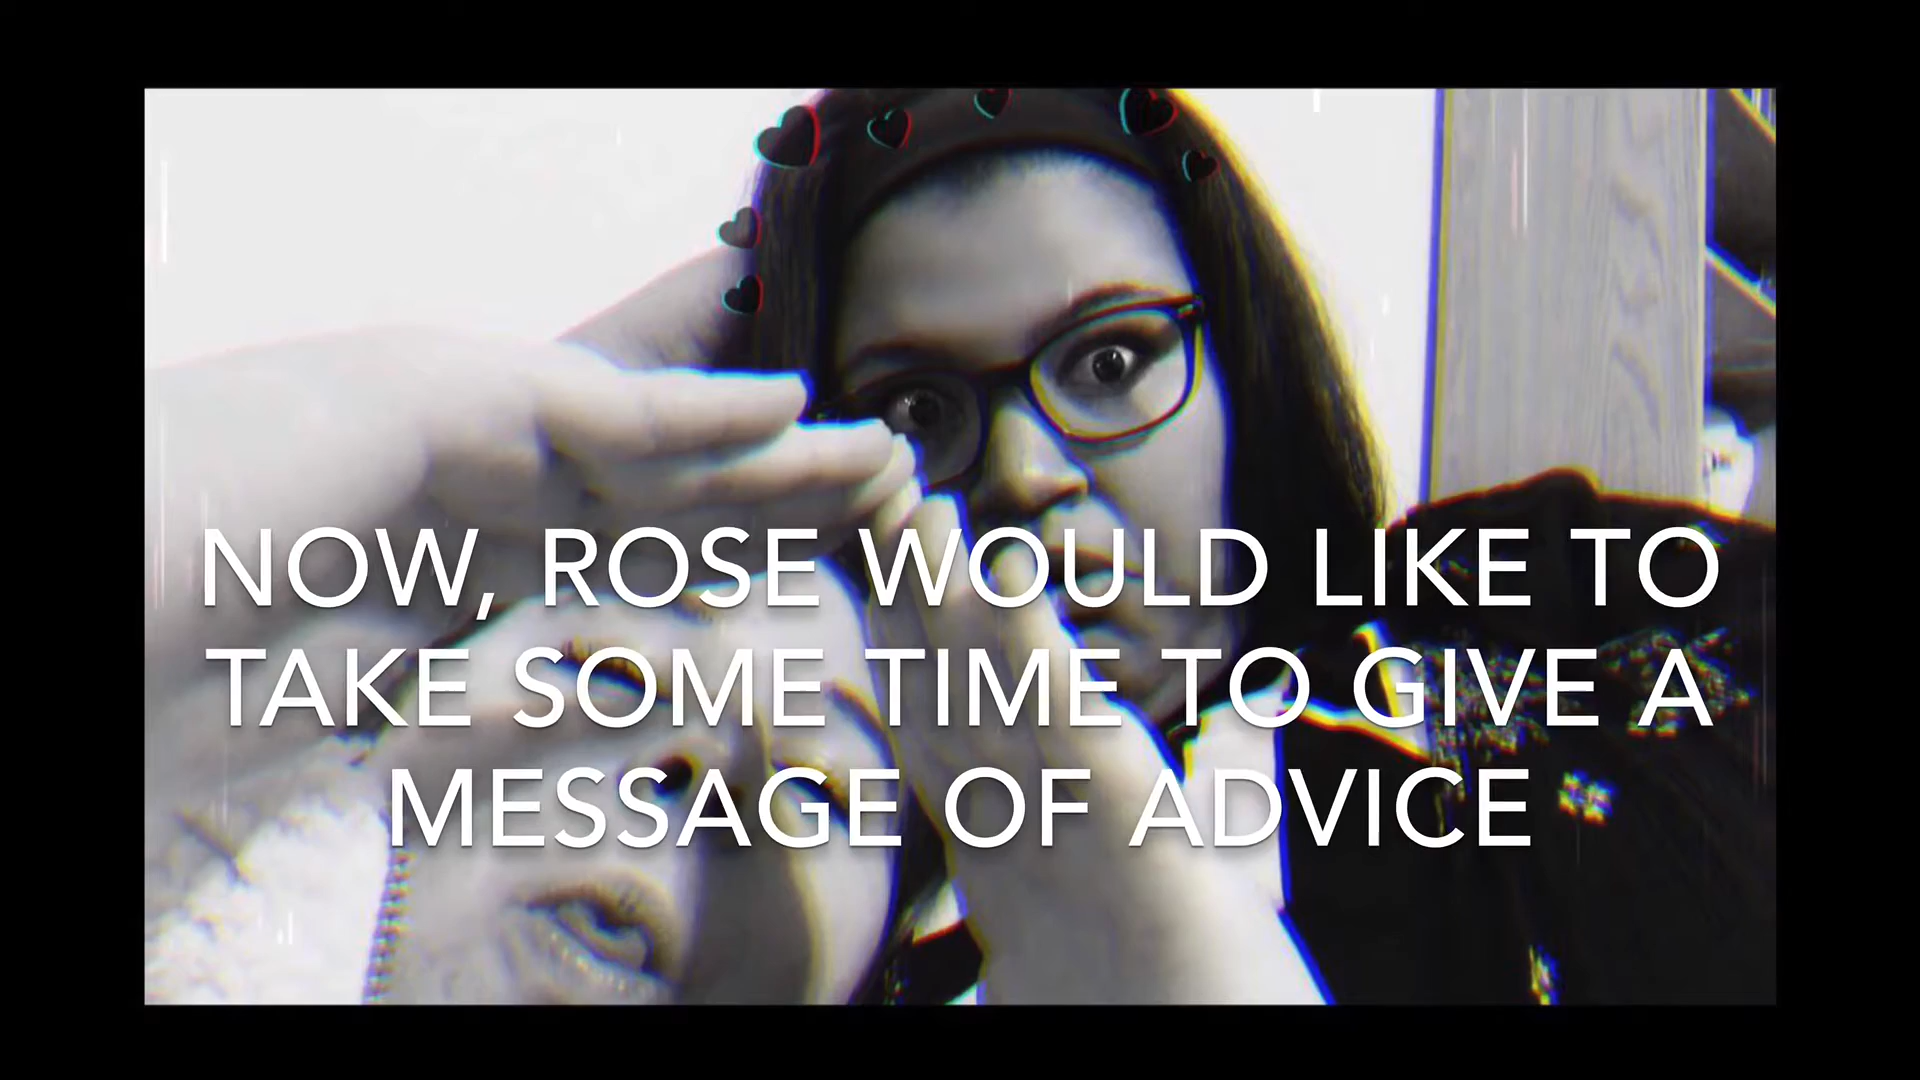 NOW, ROSE WOULD LIKE TO
TAKE SOME TIME TO GIVE A
MESSAGE OF ADVICE